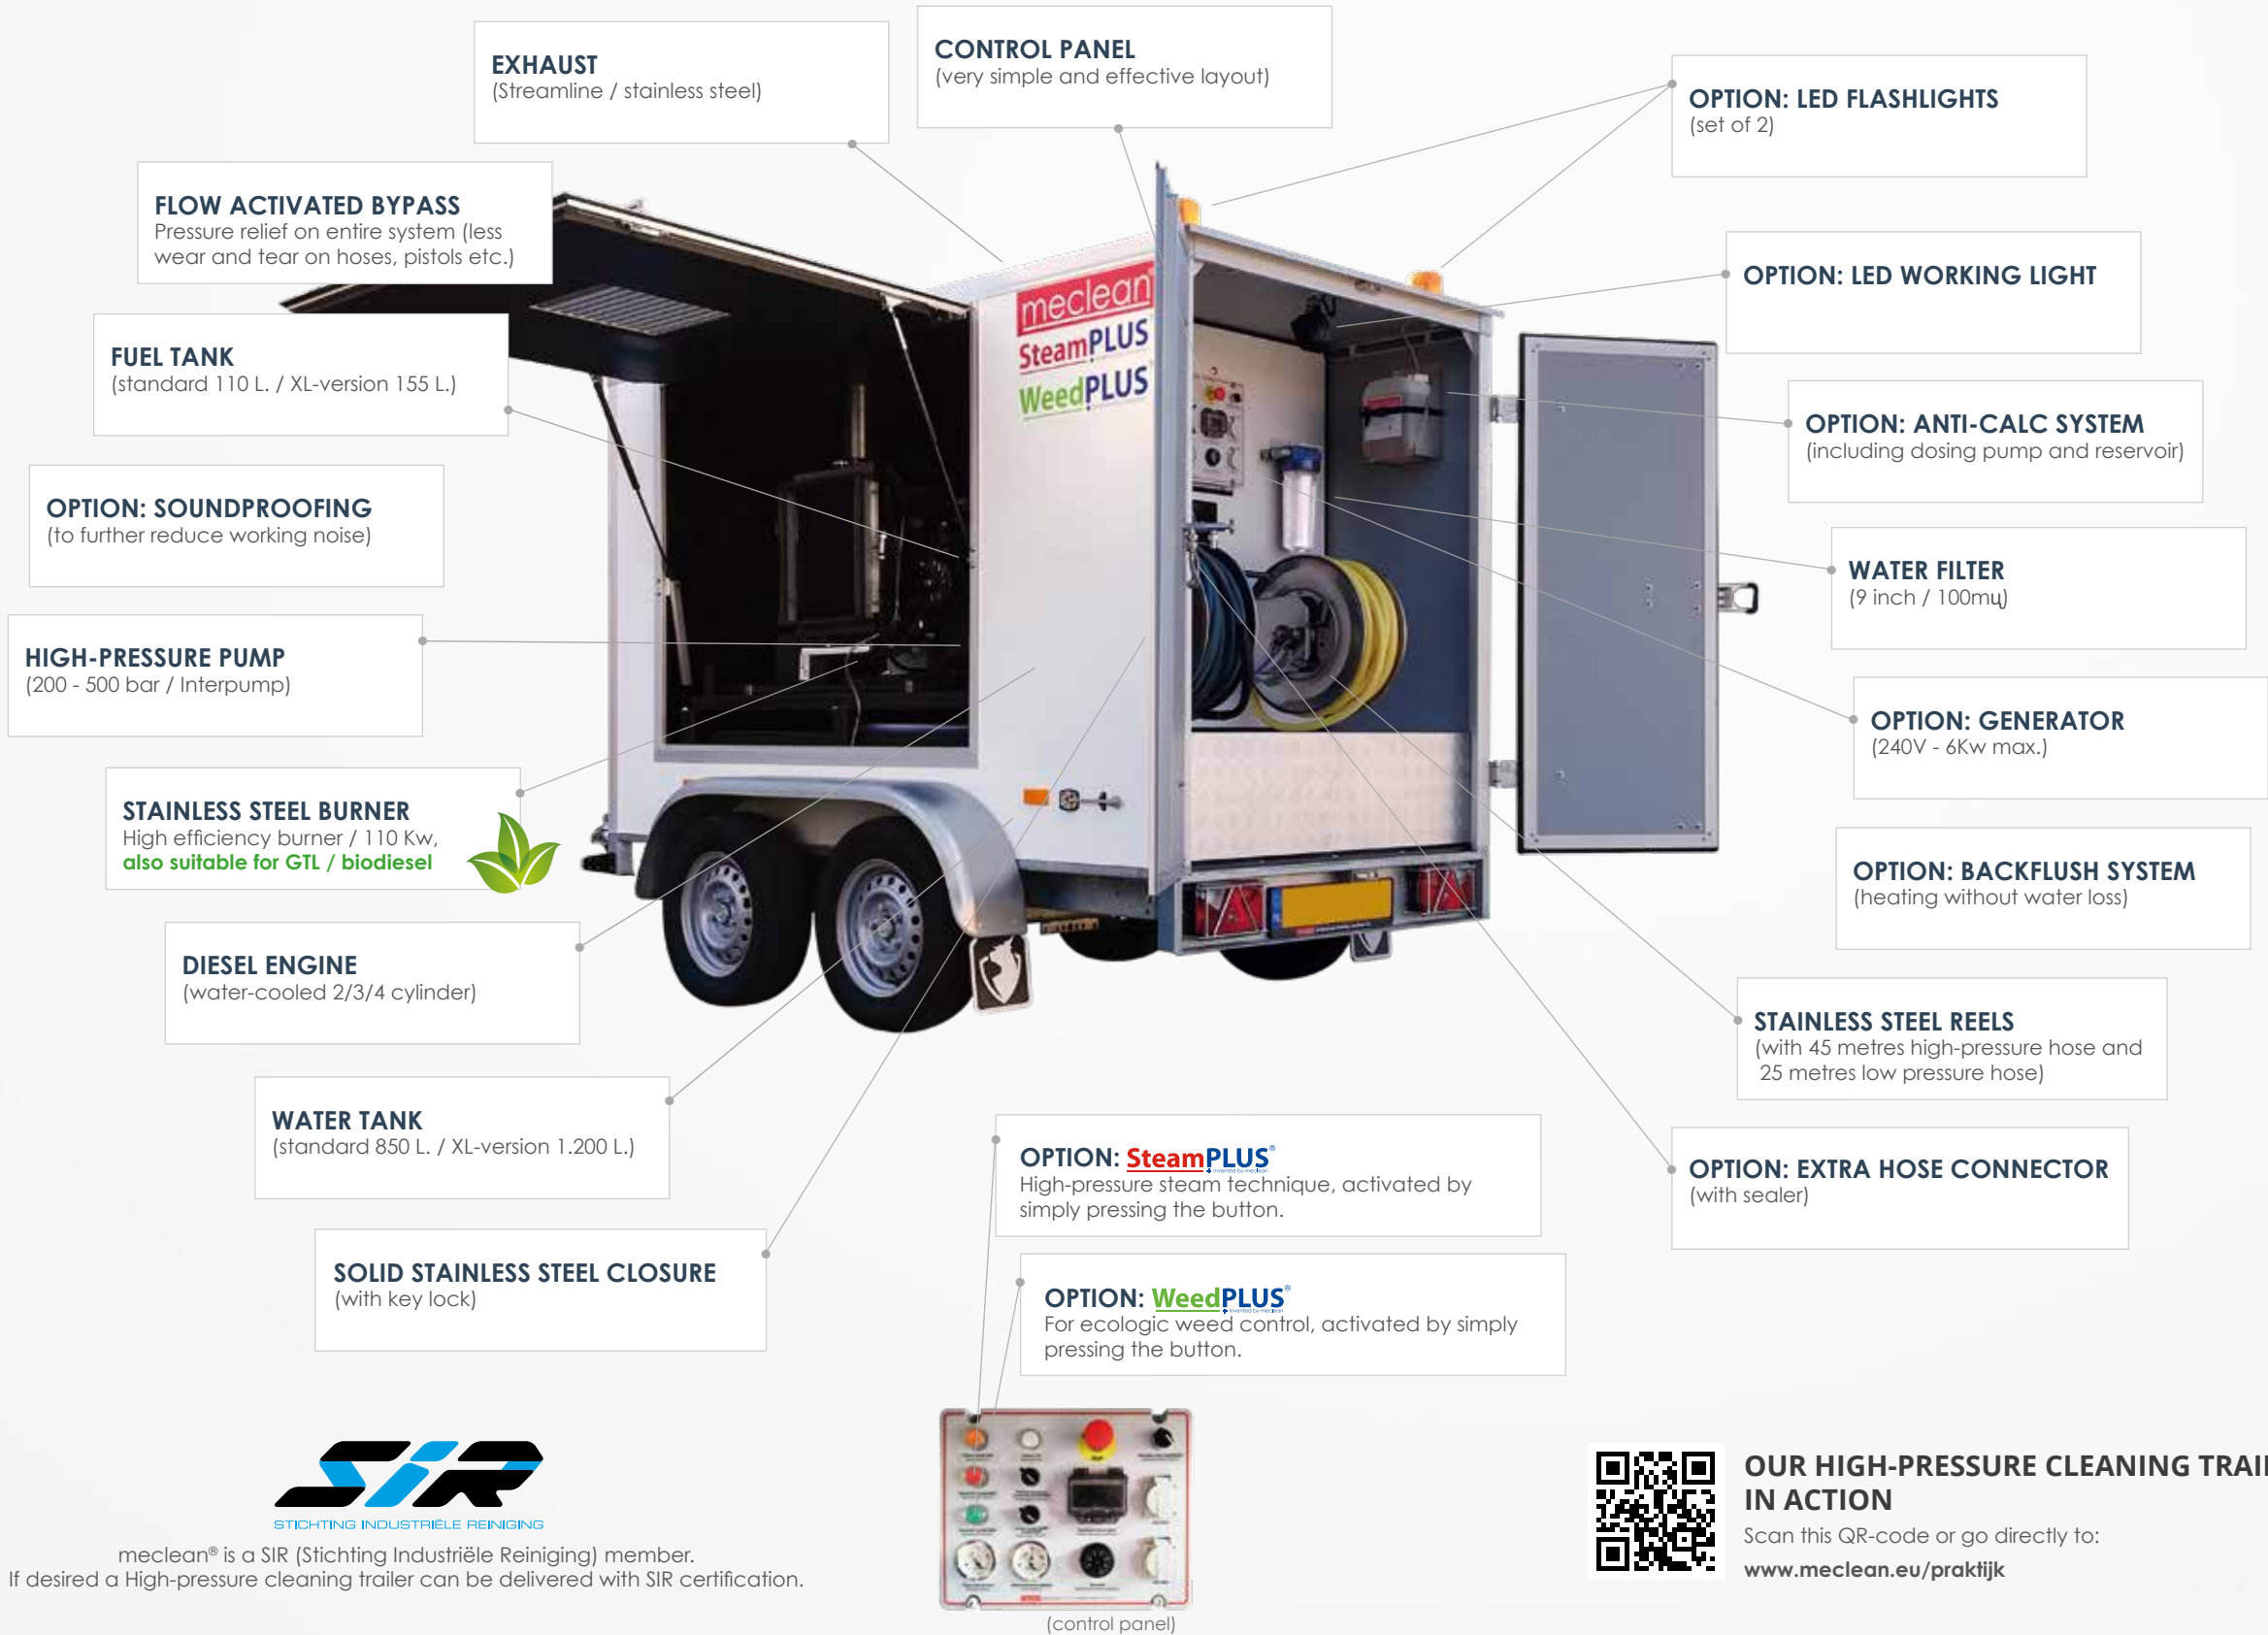 EXHAUST
(Streamline / stainless steel)
CONTROL PANEL
(very simple and effective layout)
OPTION: LED FLASHLIGHTS
(set of 2)
FLOW ACTIVATED BYPASS
Pressure relief on entire system (less
wear and tear on hoses, pistols etc.)
OPTION: LED WORKING LIGHT
meclean
SteamPLUS
WeedPLUS
FUEL TANK
(standard 110 L. / XL-version 155 L.)
OPTION: ANTI-CALC SYSTEM
(including dosing pump and reservoir)
OPTION: SOUNDPROOFING
(to further reduce working noise)
WATER FILTER
(9 inch / 100mų)
HIGH-PRESSURE PUMP
(200 - 500 bar / Interpump)
OPTION: GENERATOR
(240V - 6Kw max.)
STAINLESS STEEL BURNER
High efficiency burner / 110 Kw,
also suitable for GTL / biodiesel
OPTION: BACKFLUSH SYSTEM
(heating without water loss)
DIESEL ENGINE
(water-cooled 2/3/4 cylinder)
STAINLESS STEEL REELS
(with 45 metres high-pressure hose and
25 metres low pressure hose)
WATER TANK
(standard 850 L. / XL-version 1.200 L.)
OPTION: SteamPLUS®
invented by meclean
High-pressure steam technique, activated by
simply pressing the button.
OPTION: EXTRA HOSE CONNECTOR
(with sealer)
SOLID STAINLESS STEEL CLOSURE
(with key lock)
OPTION: WeedPLUS®
invented by meclean
For ecologic weed control, activated by simply
pressing the button.
SiR
STICHTING INDUSTRIËLE REINIGING
meclean® is a SIR (Stichting Industriële Reiniging) member.
If desired a High-pressure cleaning trailer can be delivered with SIR certification.
(control panel)
OUR HIGH-PRESSURE CLEANING TRAI
IN ACTION
Scan this QR-code or go directly to:
www.meclean.eu/praktijk